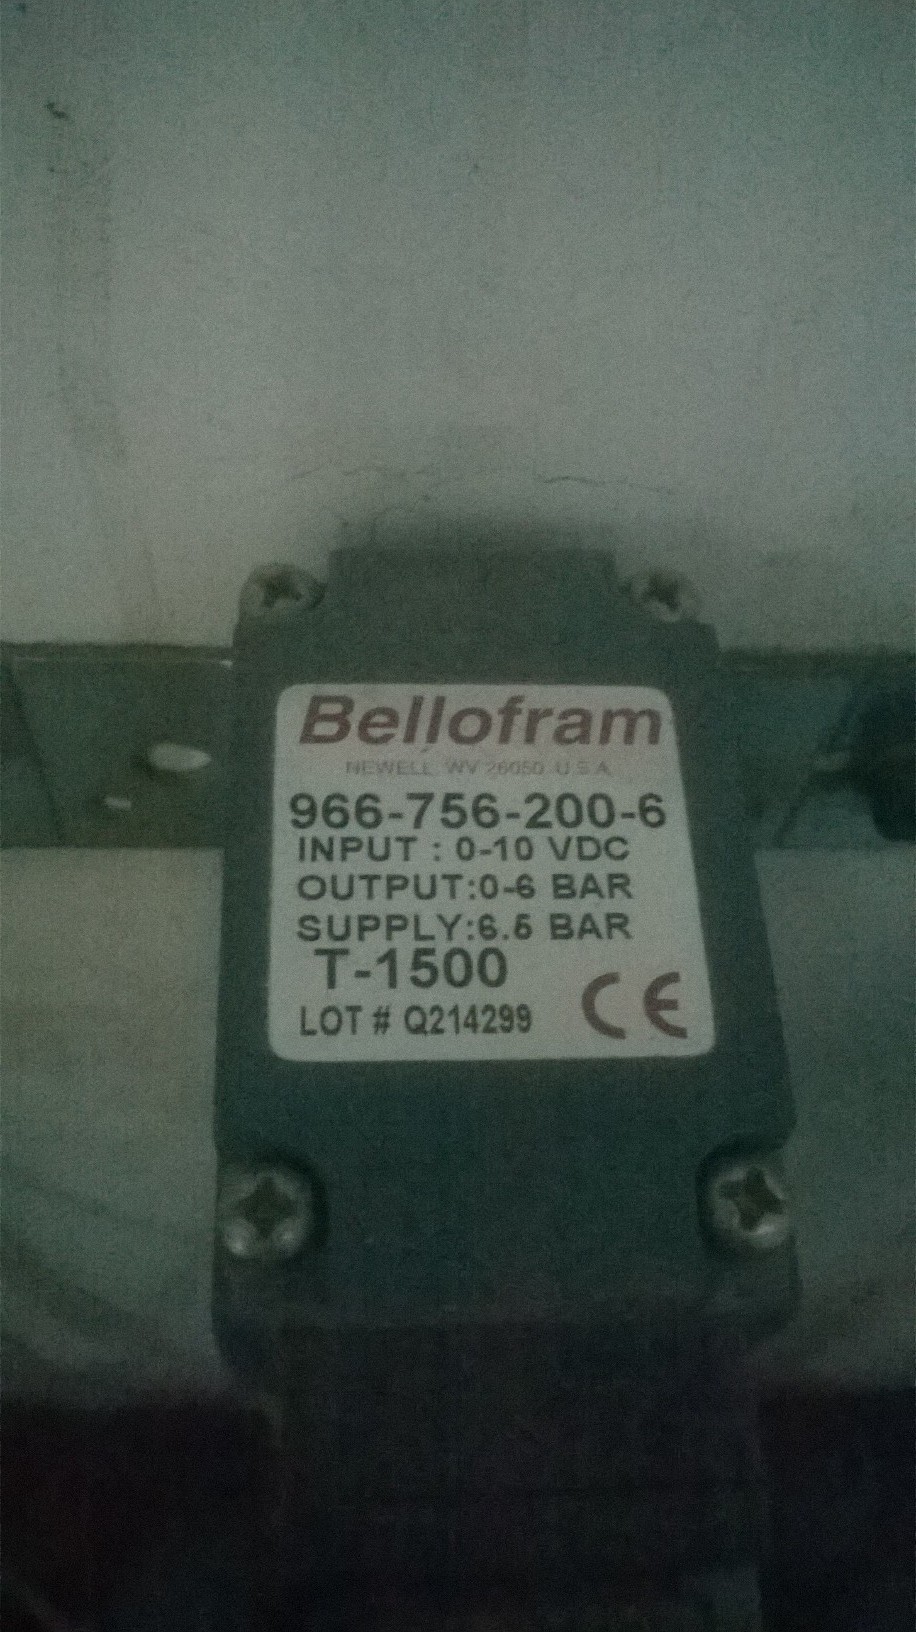 Bellofram
NEWELL, WV 26050 U.S.A.
966-756-200-6
INPUT : 0-10 VDC
OUTPUT:0-6 BAR
SUPPLY:6.5 BAR
T-1500
LOT # Q214299
CE